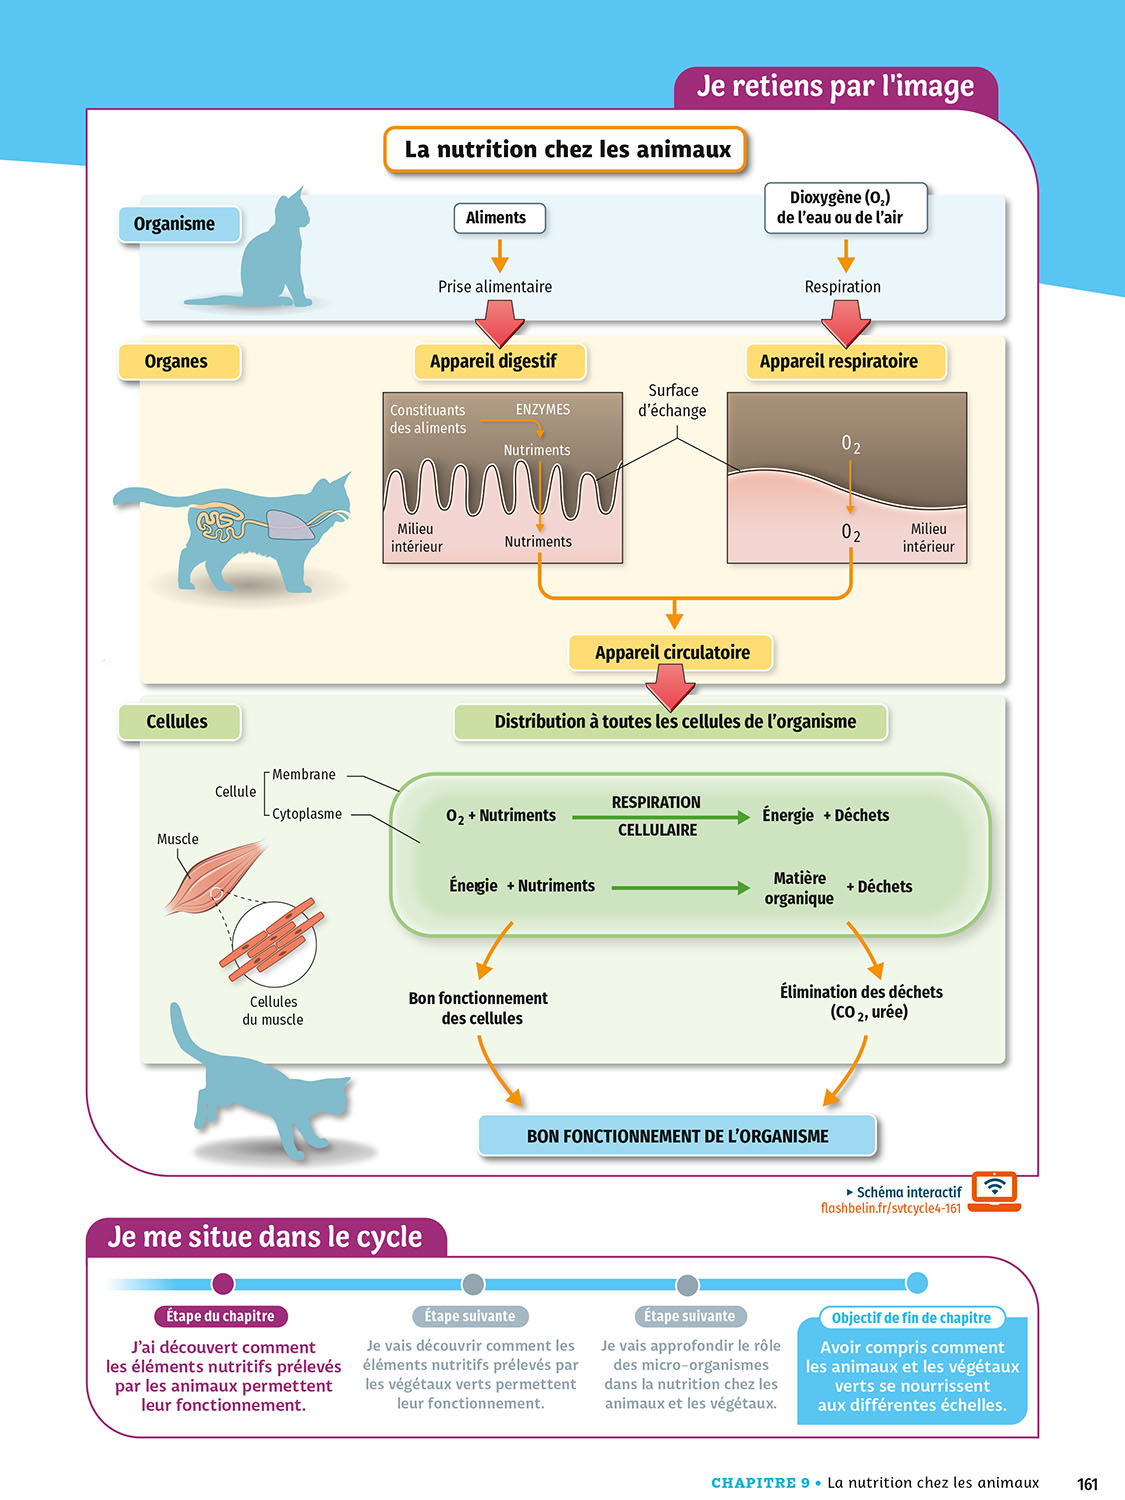 Je retiens par l'image
La nutrition chez les animaux
Organisme
Aliments
Dioxygène (O₂)
de l'eau ou de l'air
Prise alimentaire
Respiration
Organes
Appareil digestif
Appareil respiratoire
Surface
d'échange
Constituants
des aliments
ENZYMES
Nutriments
Milieu
intérieur
Nutriments
O₂
O₂
Milieu
intérieur
Appareil circulatoire
Cellules
Distribution à toutes les cellules de l'organisme
Cellule
Membrane
Cytoplasme
O₂ + Nutriments
RESPIRATION
CELLULAIRE
Énergie + Déchets
Muscle
Énergie + Nutriments
Matière
organique
+ Déchets
Cellules
du muscle
Bon fonctionnement
des cellules
Élimination des déchets
(CO₂, urée)
BON FONCTIONNEMENT DE L'ORGANISME
▸ Schéma interactif
flashbelin.fr/svtcycle4-161
Je me situe dans le cycle
Étape du chapitre
J'ai découvert comment
les éléments nutritifs prélevés
par les animaux permettent
leur fonctionnement.
Étape suivante
Je vais découvrir comment les
éléments nutritifs prélevés par
les végétaux verts permettent
leur fonctionnement.
Étape suivante
Je vais approfondir le rôle
des micro-organismes
dans la nutrition chez les
animaux et les végétaux.
Objectif de fin de chapitre
Avoir compris comment
les animaux et les végétaux
verts se nourrissent
aux différentes échelles.
CHAPITRE 9 • La nutrition chez les animaux 161